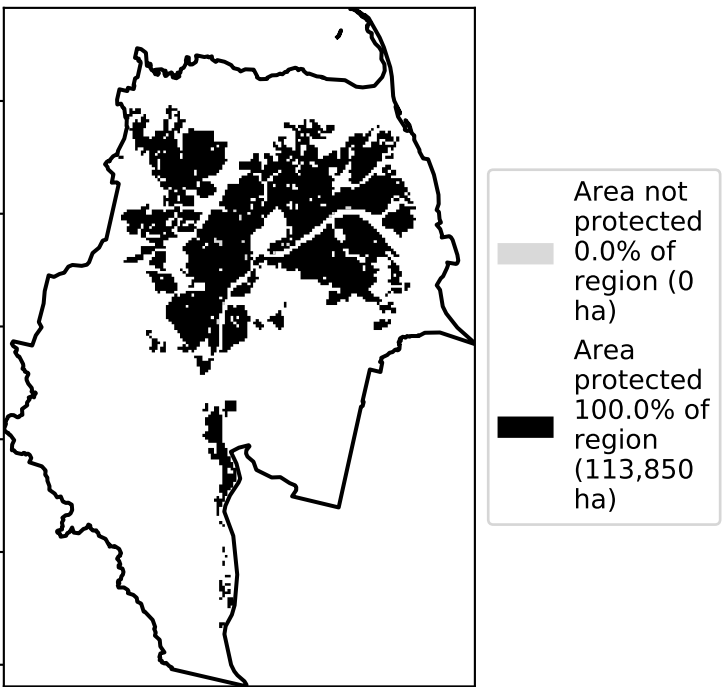 Area not
protected
0.0% of
region (0
ha)
Area
protected
100.0% of
region
(113,850
ha)